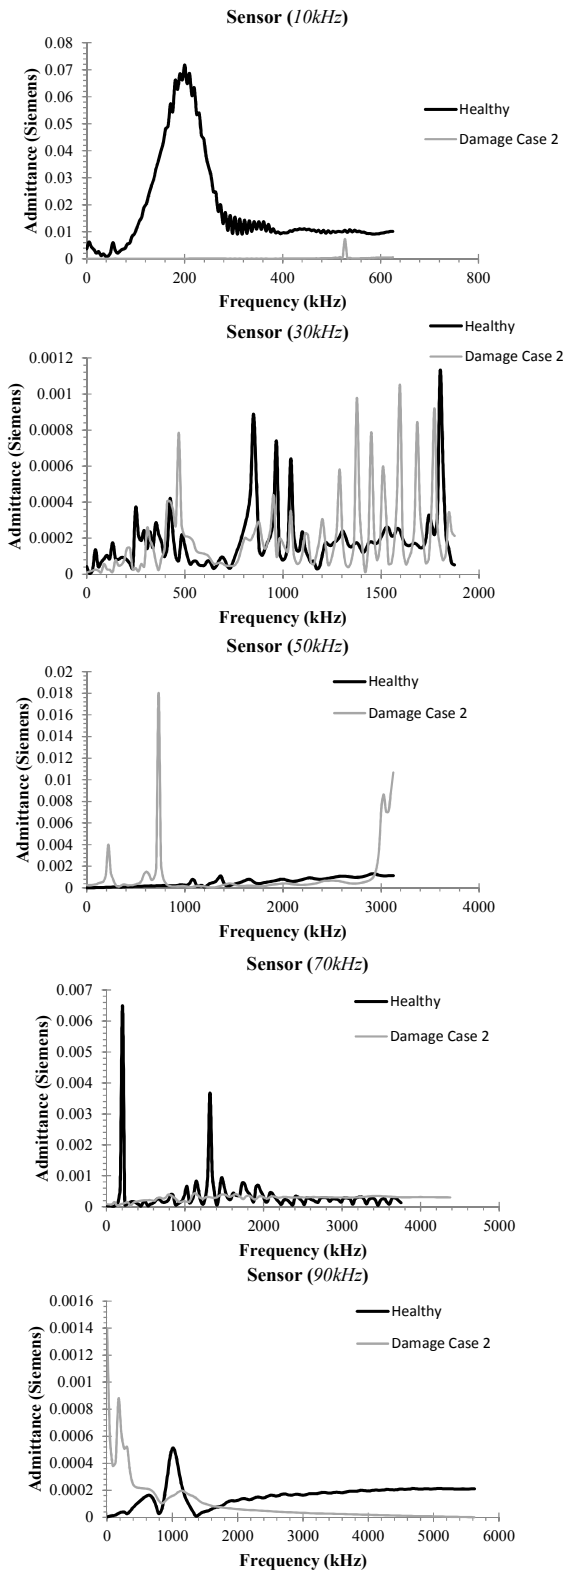 Sensor (10kHz)
Admittance (Siemens)
0.08
0.07
0.06
0.05
0.04
0.03
0.02
0.01
0
0 200 400 600 800
Frequency (kHz)
Healthy
Damage Case 2
Sensor (30kHz)
Healthy
Damage Case 2
Admittance (Siemens)
0.0012
0.001
0.0008
0.0006
0.0004
0.0002
0
0 500 1000 1500 2000
Frequency (kHz)
Sensor (50kHz)
Admittance (Siemens)
0.02
0.018
0.016
0.014
0.012
0.01
0.008
0.006
0.004
0.002
0
0 1000 2000 3000 4000
Frequency (kHz)
Healthy
Damage Case 2
Sensor (70kHz)
Admittance (Siemens)
0.007
0.006
0.005
0.004
0.003
0.002
0.001
0
0 1000 2000 3000 4000 5000
Frequency (kHz)
Healthy
Damage Case 2
Sensor (90kHz)
Admittance (Siemens)
0.0016
0.0014
0.0012
0.001
0.0008
0.0006
0.0004
0.0002
0
0 1000 2000 3000 4000 5000 6000
Frequency (kHz)
Healthy
Damage Case 2